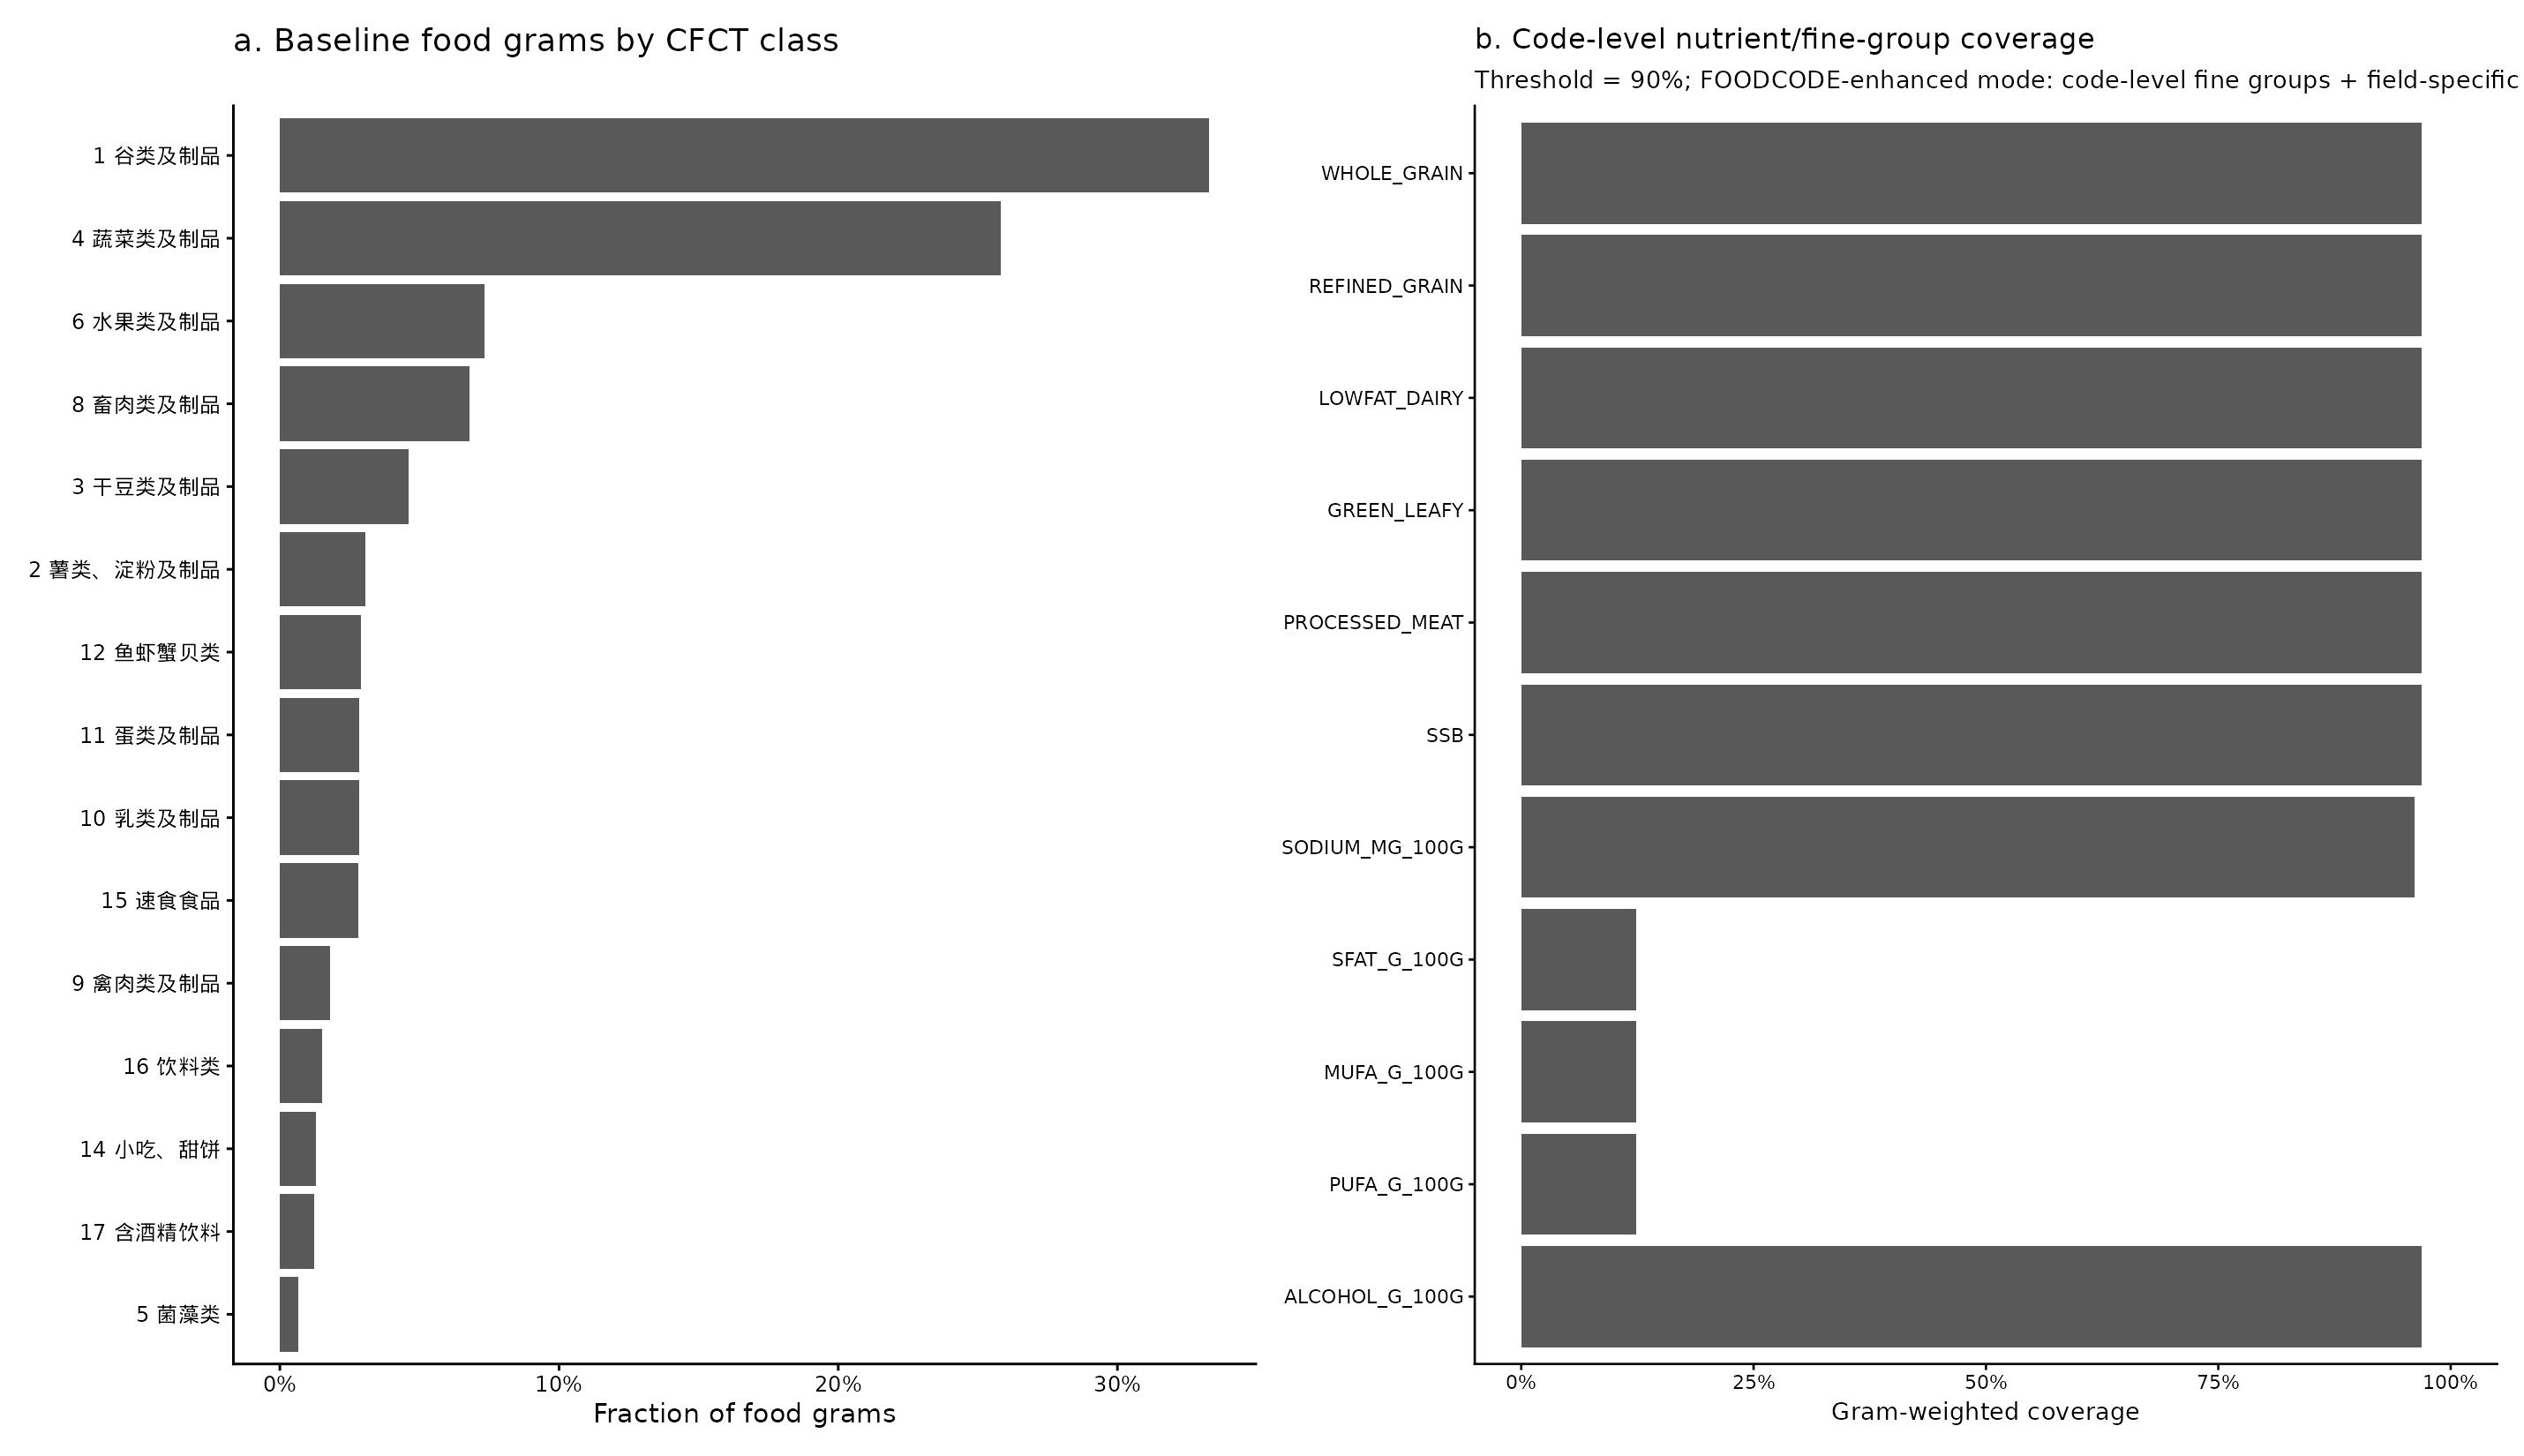 a. Baseline food grams by CFCT class
1 谷类及制品
4 蔬菜类及制品
6 水果类及制品
8 畜肉类及制品
3 干豆类及制品
2 薯类、淀粉及制品
12 鱼虾蟹贝类
11 蛋类及制品
10 乳类及制品
15 速食食品
9 禽肉类及制品
16 饮料类
14 小吃、甜饼
17 含酒精饮料
5 菌藻类
0% 10% 20% 30%
Fraction of food grams
b. Code-level nutrient/fine-group coverage
Threshold = 90%; FOODCODE-enhanced mode: code-level fine groups + field-specific
WHOLE_GRAIN
REFINED_GRAIN
LOWFAT_DAIRY
GREEN_LEAFY
PROCESSED_MEAT
SSB
SODIUM_MG_100G
SFAT_G_100G
MUFA_G_100G
PUFA_G_100G
ALCOHOL_G_100G
0% 25% 50% 75% 100%
Gram-weighted coverage